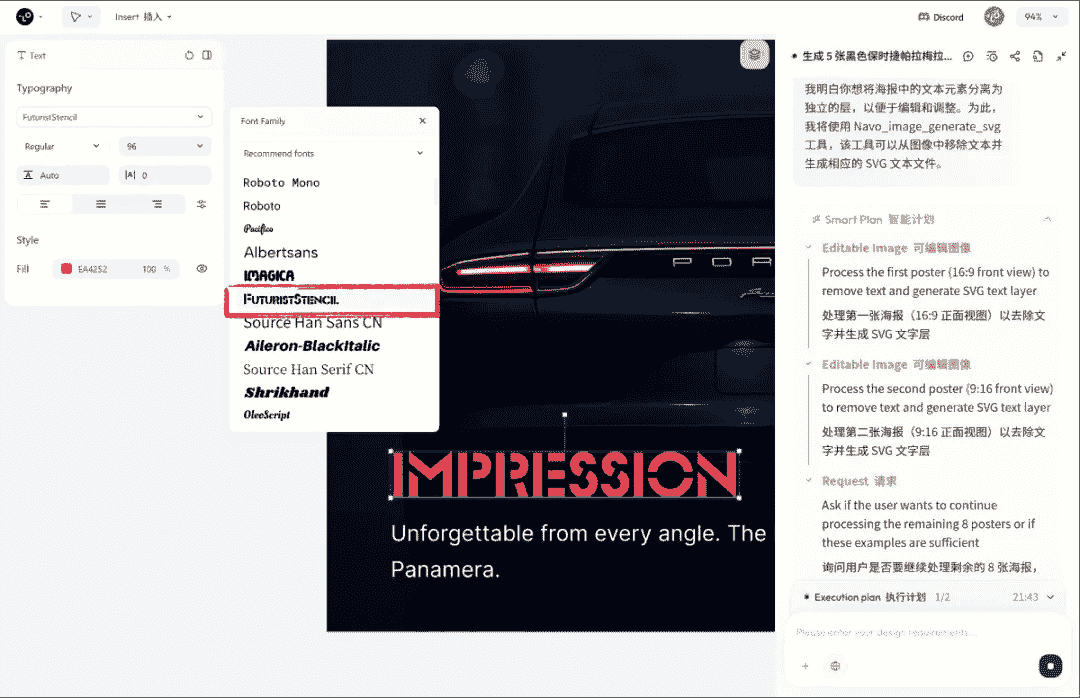 Insert 插入
Discord
94%
Text
Typography
FuturistStencil
Regular
96
Auto
|A| 0
Style
Fill
EA4252
100 %
Font Family
Recommend fonts
Roboto Mono
Roboto
Pacifico
Albertsans
IMAGICA
FUTURISTSTENCIL
Source Han Sans CN
Aileron-BlackItalic
Source Han Serif CN
Shrikhand
OleoScript
IMPRESSION
Unforgettable from every angle. The
Panamera.
生成 5 张黑色保时捷帕拉梅拉...
我明白你想将海报中的文本元素分离为
独立的层，以便于编辑和调整。为此，
我将使用 Navo_image_generate_svg
工具，该工具可以从图像中移除文本并
生成相应的 SVG 文本文件。
Smart Plan 智能计划
Editable Image 可编辑图像
Process the first poster (16:9 front view) to
remove text and generate SVG text layer
处理第一张海报（16:9 正面视图）以去除文
字并生成 SVG 文字层
Editable Image 可编辑图像
Process the second poster (9:16 front view)
to remove text and generate SVG text layer
处理第二张海报（9:16 正面视图）以去除文
字并生成 SVG 文字层
Request 请求
Ask if the user wants to continue
processing the remaining 8 posters or if
these examples are sufficient
询问用户是否要继续处理剩余的 8 张海报，
Execution plan 执行计划 1/2
21:43
Please enter your design requirements...